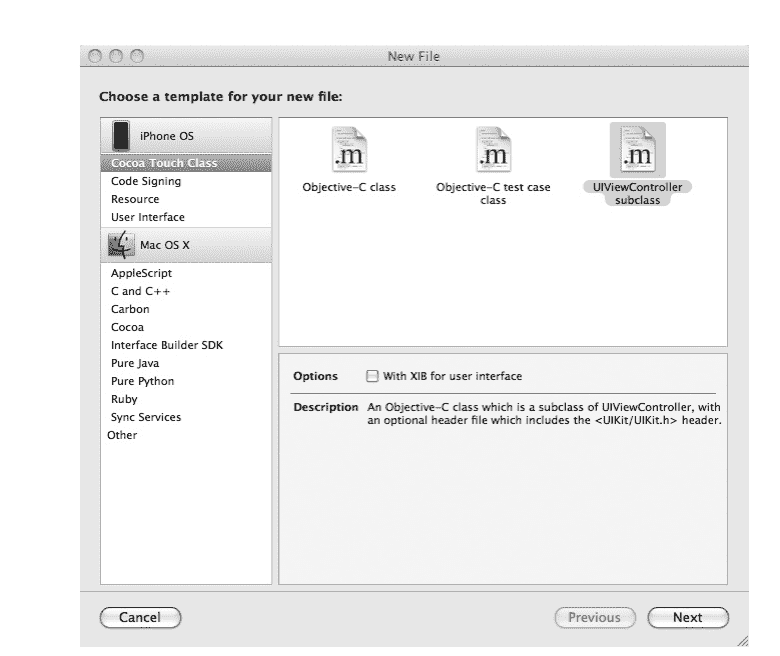 New File
Choose a template for your new file:
iPhone OS
Cocoa Touch Class
Code Signing
Resource
User Interface
Mac OS X
AppleScript
C and C++
Carbon
Cocoa
Interface Builder SDK
Pure Java
Pure Python
Ruby
Sync Services
Other
.m
Objective-C class
.m
Objective-C test case
class
.m
UIViewController
subclass
Options With XIB for user interface
Description An Objective-C class which is a subclass of UIViewController, with
an optional header file which includes the <UIKit/UIKit.h> header.
Cancel
Previous
Next